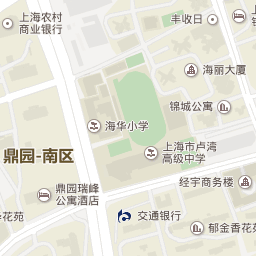 上海农村
商业银行
丰收日
海丽大厦
锦城公寓
海华小学
鼎园-南区
上海市卢湾
高级中学
经宇商务楼
鼎园瑞峰
公寓酒店
交通银行
花苑
郁金香花苑